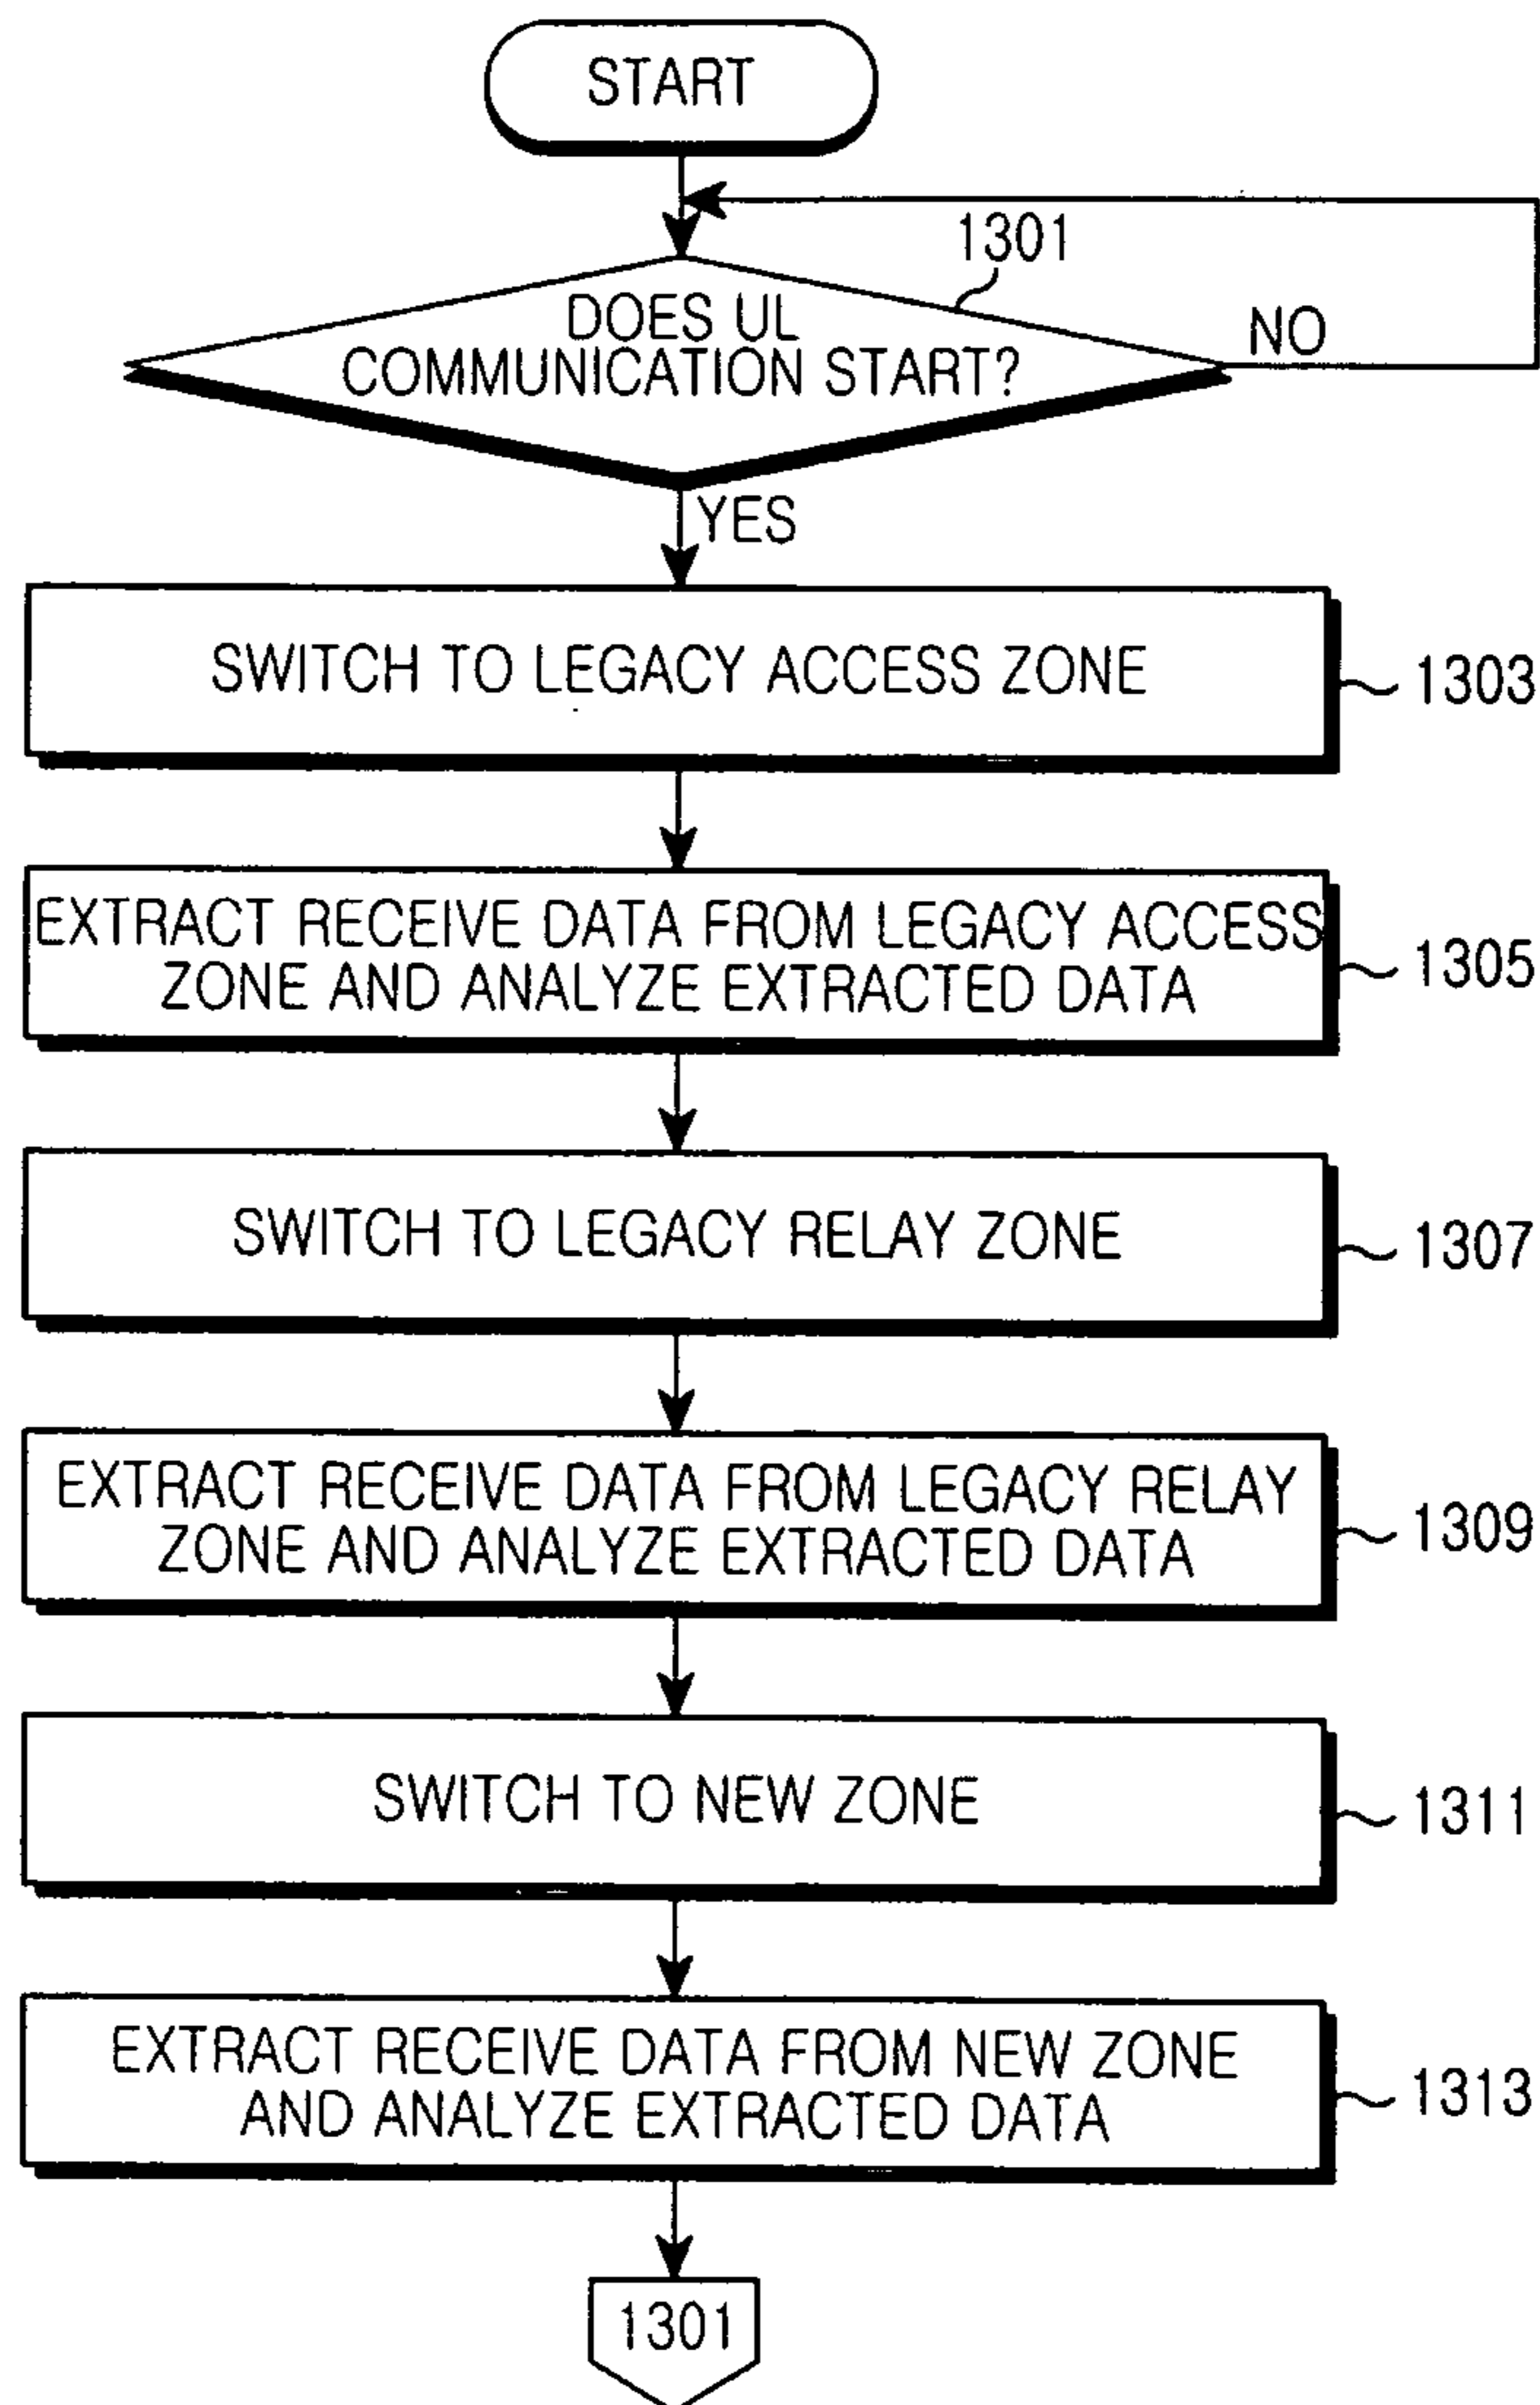 START
1301
DOES UL
COMMUNICATION START?
NO
YES
SWITCH TO LEGACY ACCESS ZONE
1303
EXTRACT RECEIVE DATA FROM LEGACY ACCESS
ZONE AND ANALYZE EXTRACTED DATA
1305
SWITCH TO LEGACY RELAY ZONE
1307
EXTRACT RECEIVE DATA FROM LEGACY RELAY
ZONE AND ANALYZE EXTRACTED DATA
1309
SWITCH TO NEW ZONE
1311
EXTRACT RECEIVE DATA FROM NEW ZONE
AND ANALYZE EXTRACTED DATA
1313
1301